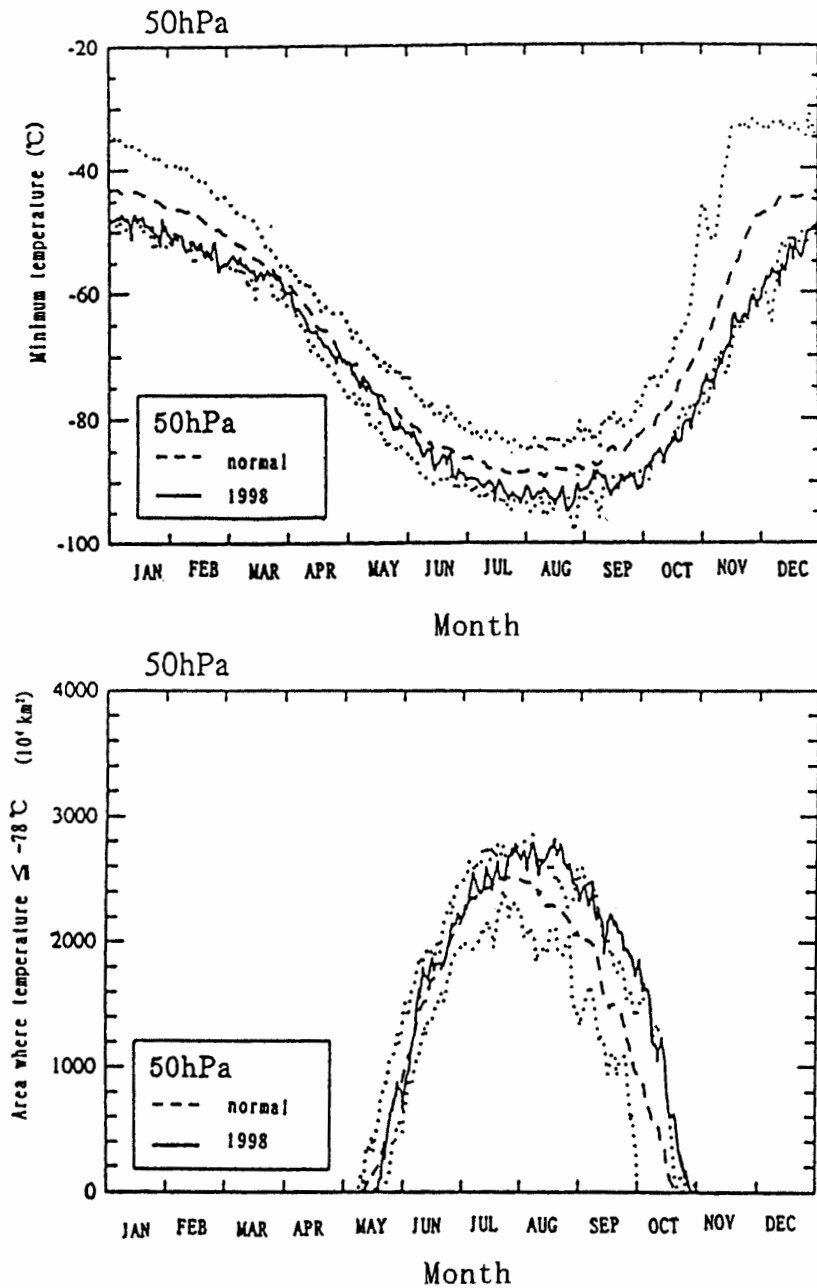 50hPa
Minimum temperature (℃)
-20
-40
-60
-80
-100
50hPa
normal
1998
JAN FEB MAR APR MAY JUN JUL AUG SEP OCT NOV DEC
Month
50hPa
Area where temperature ≦ -78℃ (10⁴ km²)
4000
3000
2000
1000
0
50hPa
normal
1998
JAN FEB MAR APR MAY JUN JUL AUG SEP OCT NOV DEC
Month